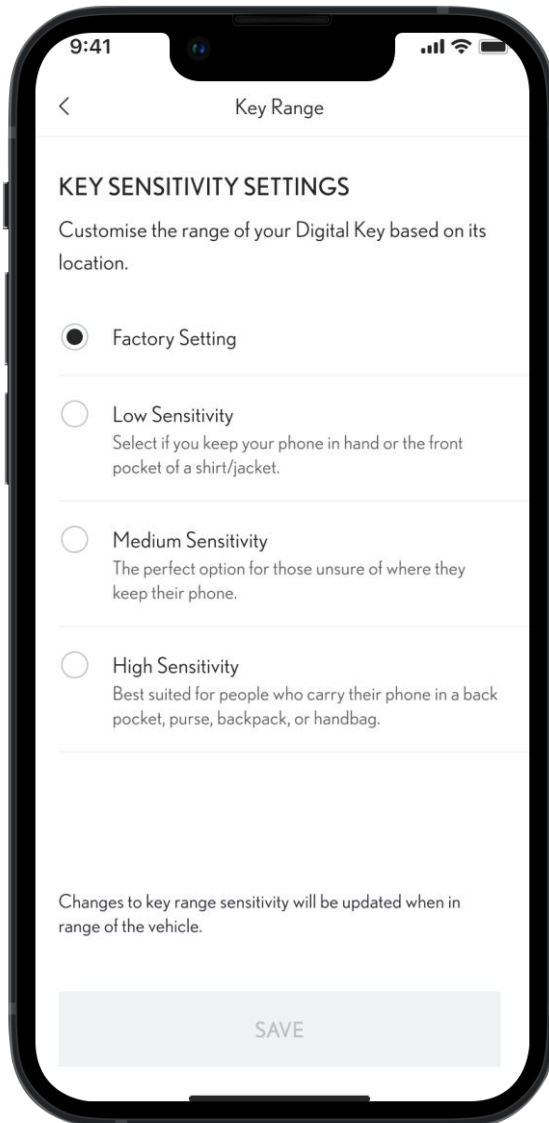 9:41
Key Range
KEY SENSITIVITY SETTINGS
Customise the range of your Digital Key based on its
location.
Factory Setting
Low Sensitivity
Select if you keep your phone in hand or the front
pocket of a shirt/jacket.
Medium Sensitivity
The perfect option for those unsure of where they
keep their phone.
High Sensitivity
Best suited for people who carry their phone in a back
pocket, purse, backpack, or handbag.
Changes to key range sensitivity will be updated when in
range of the vehicle.
SAVE